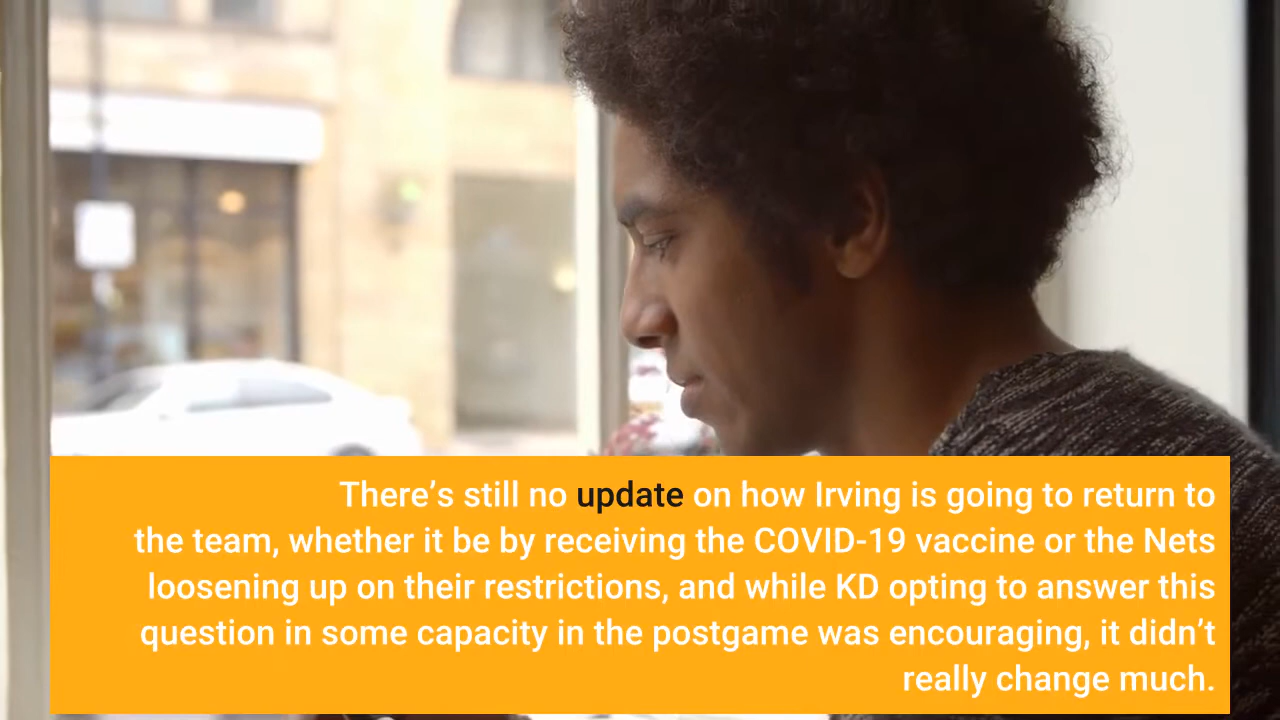 There’s still no update on how Irving is going to return to
the team, whether it be by receiving the COVID-19 vaccine or the Nets
loosening up on their restrictions, and while KD opting to answer this
question in some capacity in the postgame was encouraging, it didn’t
really change much.